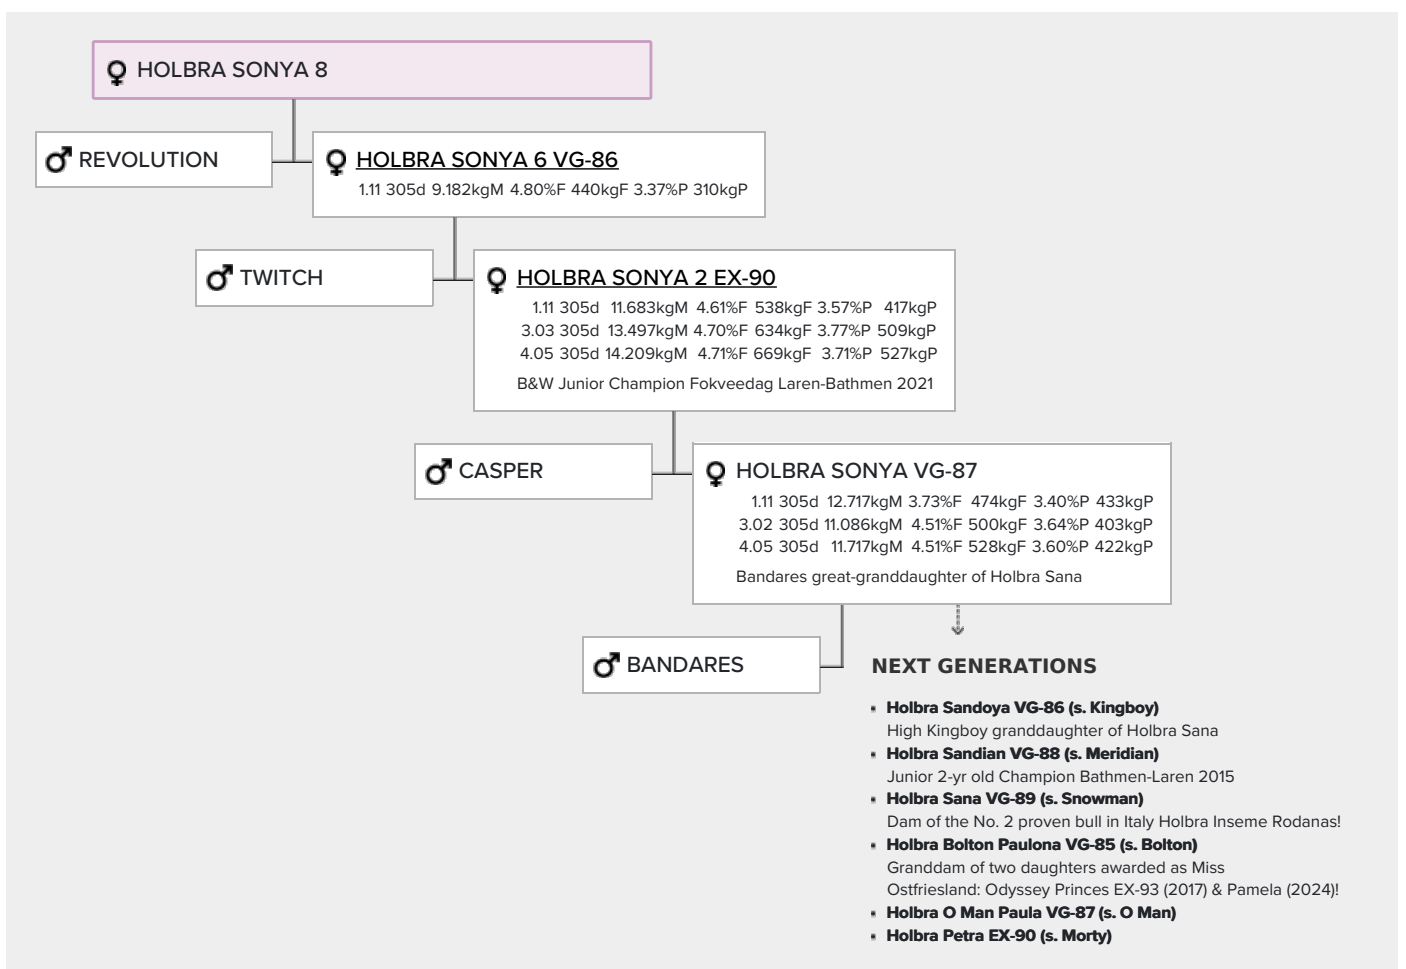 HOLBRA SONYA 8
REVOLUTION
HOLBRA SONYA 6 VG-86
1.11 305d 9.182kgM 4.80%F 440kgF 3.37%P 310kgP
TWITCH
HOLBRA SONYA 2 EX-90
1.11 305d 11.683kgM 4.61%F 538kgF 3.57%P 417kgP
3.03 305d 13.497kgM 4.70%F 634kgF 3.77%P 509kgP
4.05 305d 14.209kgM 4.71%F 669kgF 3.71%P 527kgP
B&W Junior Champion Fokveedag Laren-Bathmen 2021
CASPER
HOLBRA SONYA VG-87
1.11 305d 12.717kgM 3.73%F 474kgF 3.40%P 433kgP
3.02 305d 11.086kgM 4.51%F 500kgF 3.64%P 403kgP
4.05 305d 11.717kgM 4.51%F 528kgF 3.60%P 422kgP
Bandares great-granddaughter of Holbra Sana
BANDARES
NEXT GENERATIONS
Holbra Sandoya VG-86 (s. Kingboy)
High Kingboy granddaughter of Holbra Sana
Holbra Sandian VG-88 (s. Meridian)
Junior 2-yr old Champion Bathmen-Laren 2015
Holbra Sana VG-89 (s. Snowman)
Dam of the No. 2 proven bull in Italy Holbra Inseme Rodanas!
Holbra Bolton Paulona VG-85 (s. Bolton)
Granddam of two daughters awarded as Miss
Ostfriesland: Odyssey Princes EX-93 (2017) & Pamela (2024)!
Holbra O Man Paula VG-87 (s. O Man)
Holbra Petra EX-90 (s. Morty)